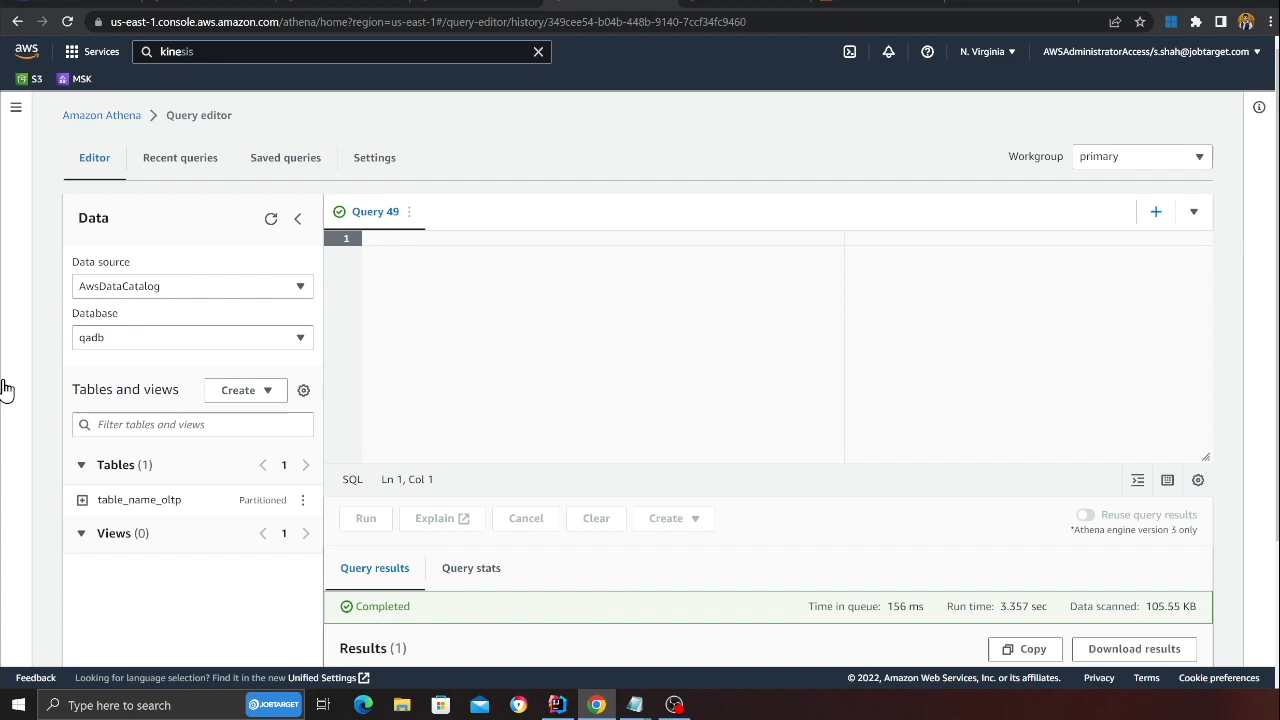 us-east-1.console.aws.amazon.com/athena/home?region=us-east-1#/query-editor/history/349cee54-b04b-448b-9140-7ccf34fc9460
aws Services kinesis N. Virginia AWSAdministratorAccess/s.shah@jobtarget.com
S3 MSK
Amazon Athena Query editor
Editor Recent queries Saved queries Settings Workgroup primary
Data
Query 49
1
Data source
AwsDataCatalog
Database
qadb
Tables and views Create
Filter tables and views
Tables (1) 1
table_name_oltp Partitioned
Views (0) 1
SQL Ln 1, Col 1
Run Explain Cancel Clear Create Reuse query results
*Athena engine version 3 only
Query results Query stats
Completed Time in queue: 156 ms Run time: 3.357 sec Data scanned: 105.55 KB
Results (1) Copy Download results
Feedback Looking for language selection? Find it in the new Unified Settings © 2022, Amazon Web Services, Inc. or its affiliates. Privacy Terms Cookie preferences
Type here to search JOBTARGET